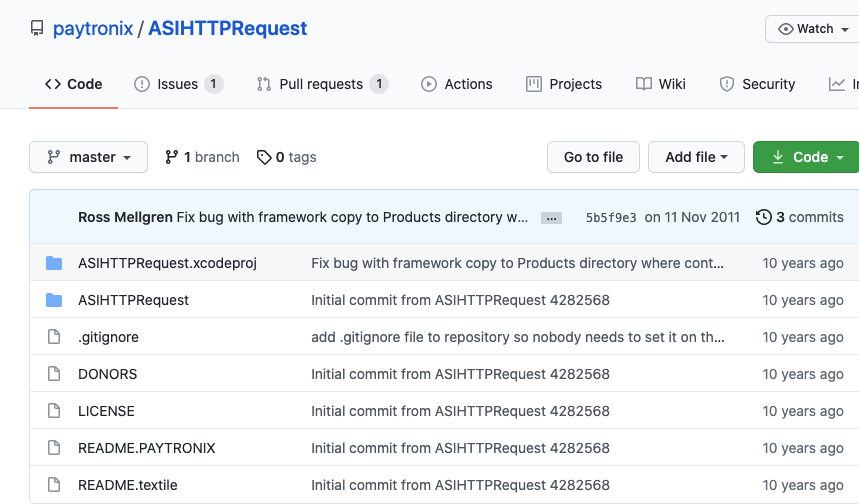 paytronix / ASIHTTPRequest
Watch
Code Issues 1 Pull requests 1 Actions Projects Wiki Security
master 1 branch 0 tags Go to file Add file Code
Ross Mellgren Fix bug with framework copy to Products directory w... ... 5b5f9e3 on 11 Nov 2011 3 commits
ASIHTTPRequest.xcodeproj Fix bug with framework copy to Products directory where cont... 10 years ago
ASIHTTPRequest Initial commit from ASIHTTPRequest 4282568 10 years ago
.gitignore add .gitignore file to repository so nobody needs to set it on th... 10 years ago
DONORS Initial commit from ASIHTTPRequest 4282568 10 years ago
LICENSE Initial commit from ASIHTTPRequest 4282568 10 years ago
README.PAYTRONIX Initial commit from ASIHTTPRequest 4282568 10 years ago
README.textile Initial commit from ASIHTTPRequest 4282568 10 years ago